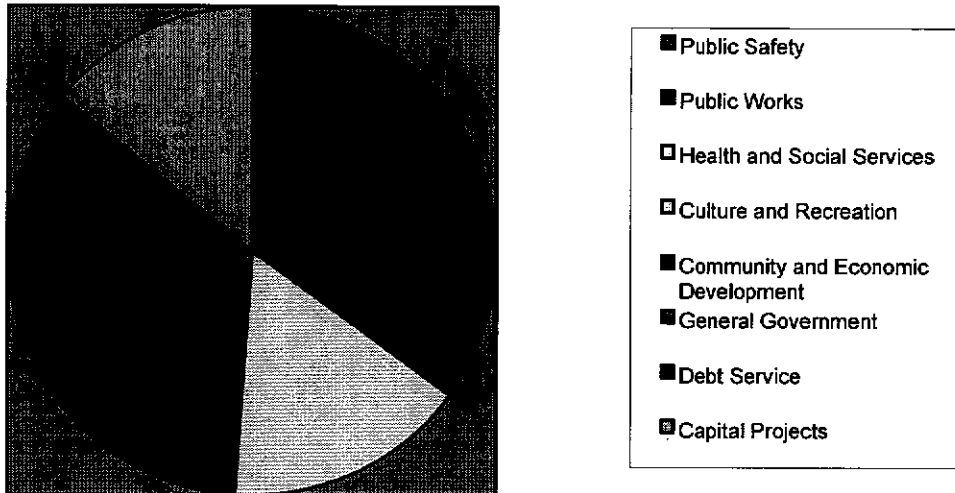 Public Safety
Public Works
Health and Social Services
Culture and Recreation
Community and Economic
Development
General Government
Debt Service
Capital Projects